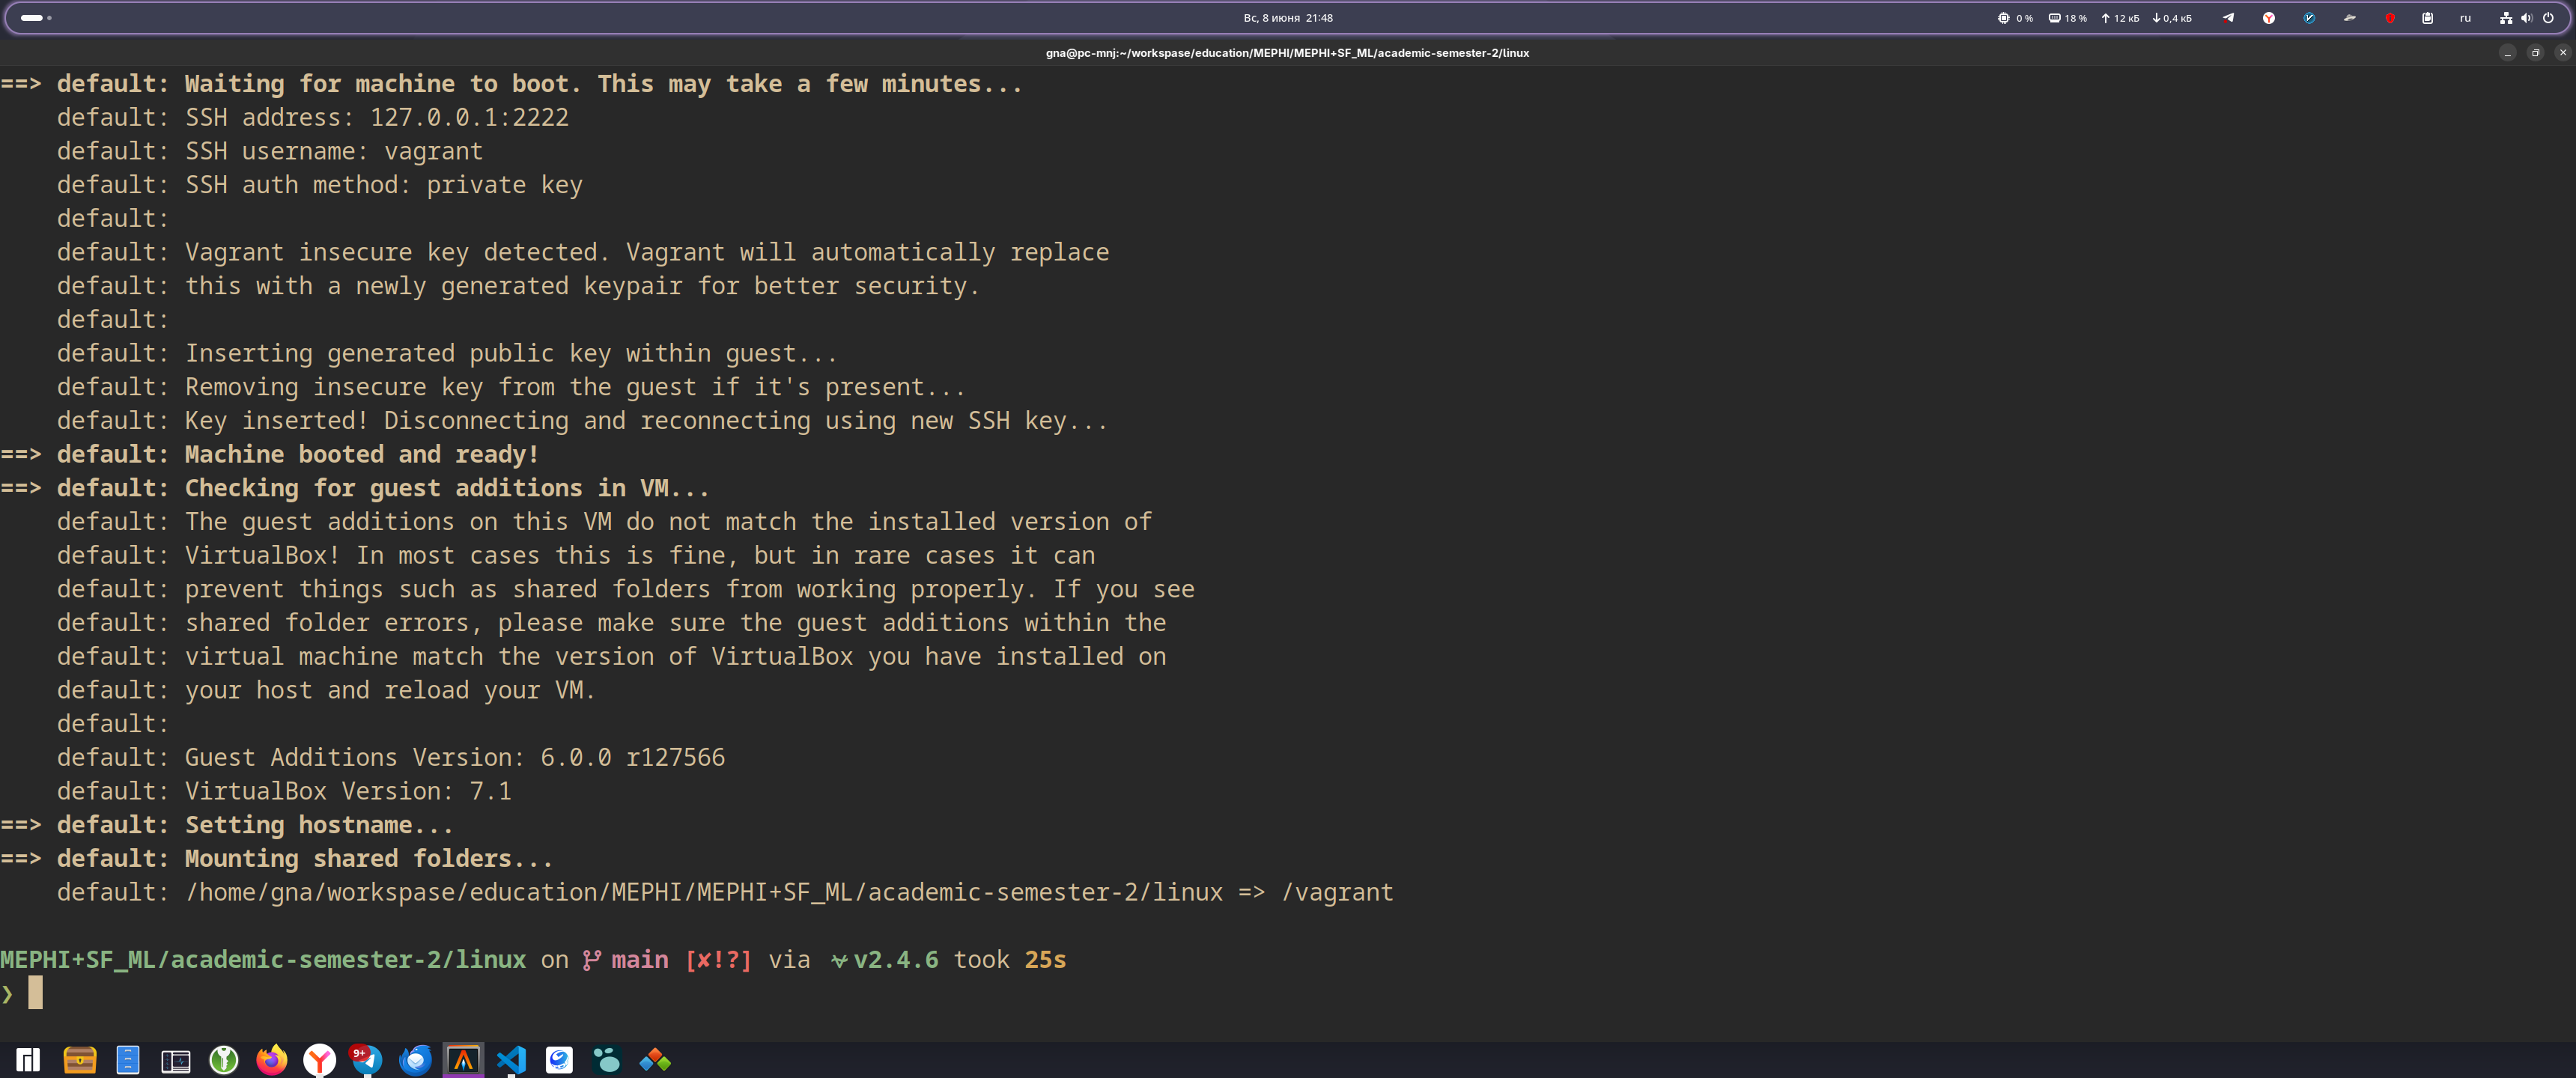 Вс, 8 июня 21:48
0 % 18 % 12 кБ 0,4 кБ ru
gna@pc-mnj:~/workspase/education/MEPHI/MEPHI+SF_ML/academic-semester-2/linux
==> default: Waiting for machine to boot. This may take a few minutes...
    default: SSH address: 127.0.0.1:2222
    default: SSH username: vagrant
    default: SSH auth method: private key
    default:
    default: Vagrant insecure key detected. Vagrant will automatically replace
    default: this with a newly generated keypair for better security.
    default:
    default: Inserting generated public key within guest...
    default: Removing insecure key from the guest if it's present...
    default: Key inserted! Disconnecting and reconnecting using new SSH key...
==> default: Machine booted and ready!
==> default: Checking for guest additions in VM...
    default: The guest additions on this VM do not match the installed version of
    default: VirtualBox! In most cases this is fine, but in rare cases it can
    default: prevent things such as shared folders from working properly. If you see
    default: shared folder errors, please make sure the guest additions within the
    default: virtual machine match the version of VirtualBox you have installed on
    default: your host and reload your VM.
    default:
    default: Guest Additions Version: 6.0.0 r127566
    default: VirtualBox Version: 7.1
==> default: Setting hostname...
==> default: Mounting shared folders...
    default: /home/gna/workspase/education/MEPHI/MEPHI+SF_ML/academic-semester-2/linux => /vagrant
MEPHI+SF_ML/academic-semester-2/linux on main [✘!?] via v2.4.6 took 25s
❯
9+